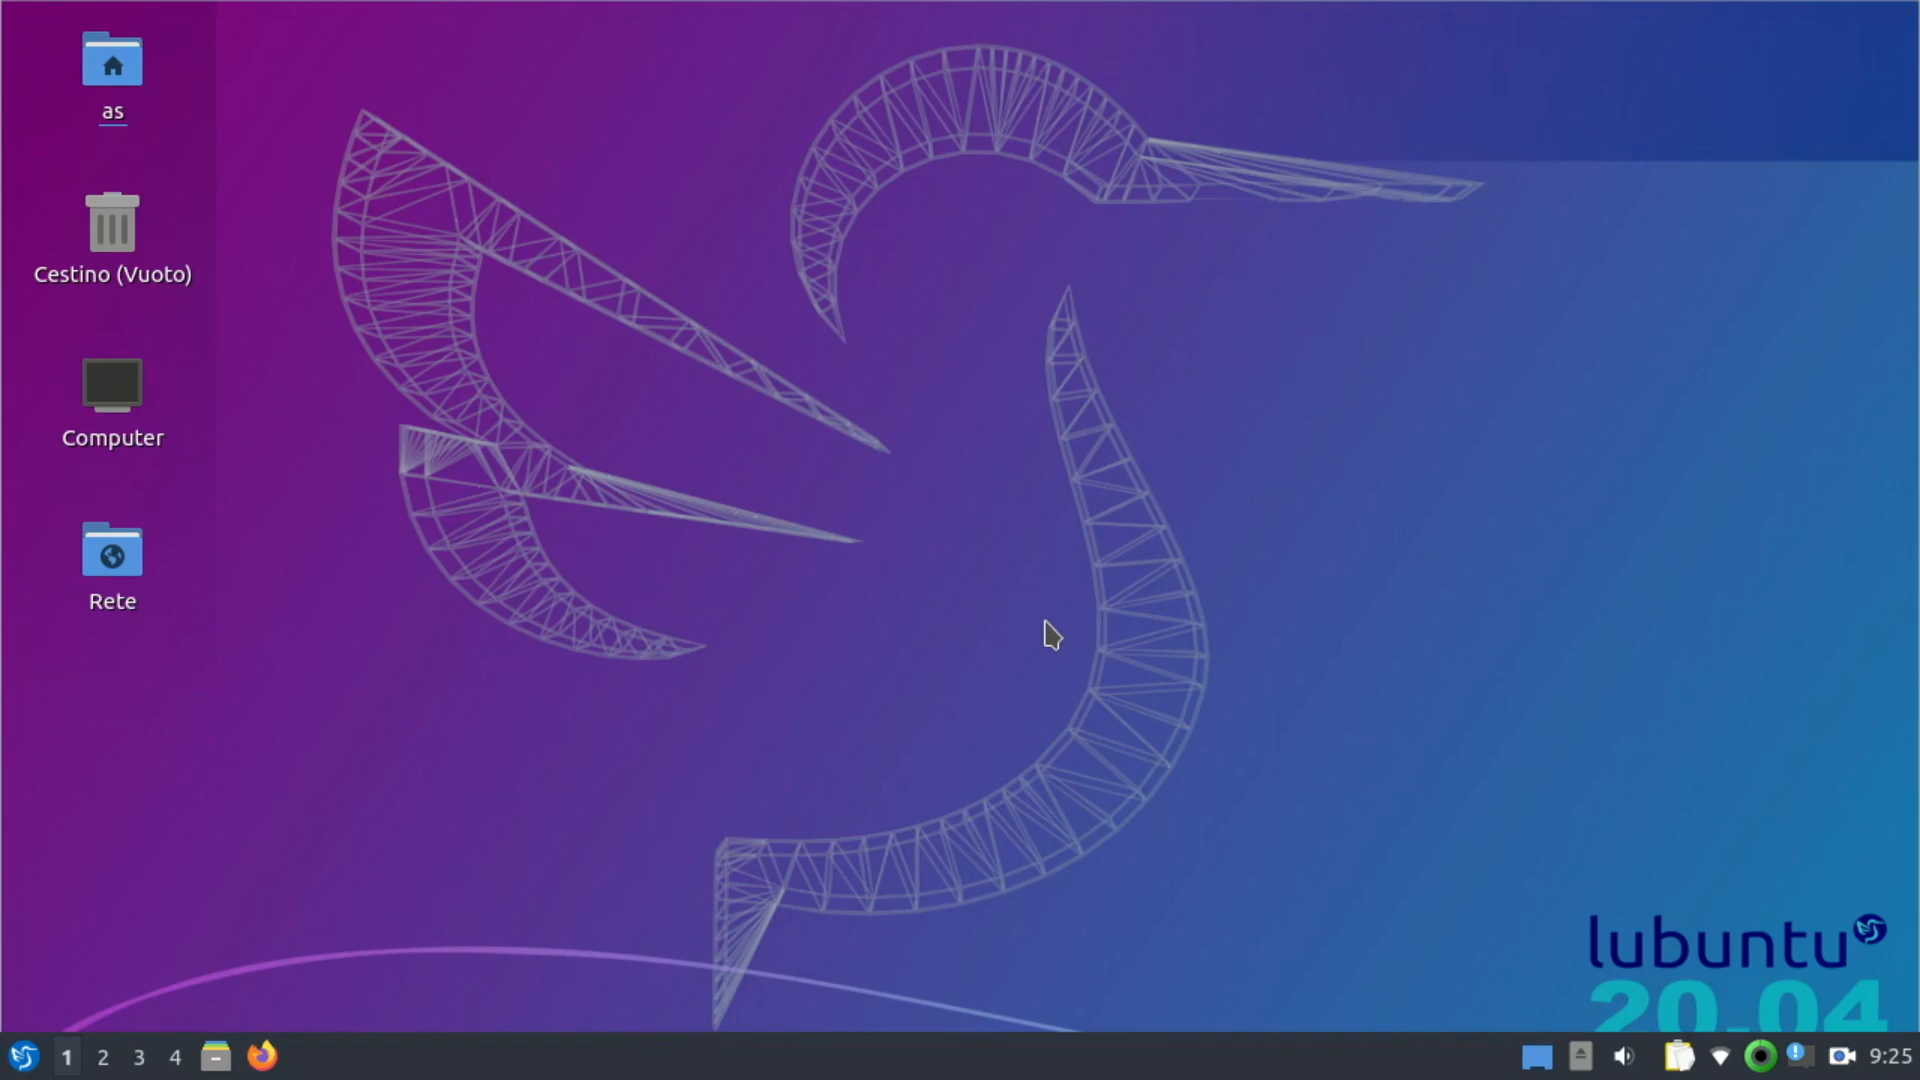 as
Cestino (Vuoto)
Computer
Rete
lubuntu
20.04
1 2 3 4
9:25